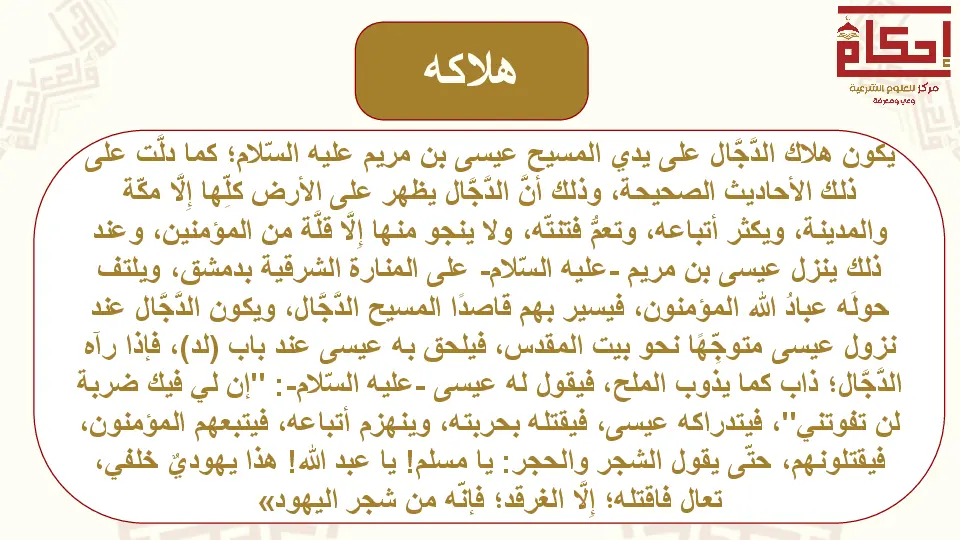 إحكام
مركز للعلوم الشرعية
وعي ومعرفة
هلاكه
يكون هلاك الدَّجَّال على يدي المسيح عيسى بن مريم عليه السّلام؛ كما دلَّت على
ذلك الأحاديث الصحيحة، وذلك أنَّ الدَّجَّال يظهر على الأرض كلِّها إِلَّا مكّة
والمدينة، ويكثر أتباعه، وتعمُّ فتنتّه، ولا ينجو منها إِلَّا قلَّة من المؤمنين، وعند
ذلك ينزل عيسى بن مريم -عليه السّلام- على المنارة الشرقية بدمشق، ويلتف
حولَه عبادُ الله المؤمنون، فيسير بهم قاصدًا المسيح الدَّجَّال، ويكون الدَّجَّال عند
نزول عيسى متوجِّهًا نحو بيت المقدس، فيلحق به عيسى عند باب (لد)، فإذا رآه
الدَّجَّال؛ ذاب كما يذوب الملح، فيقول له عيسى -عليه السّلام-: "إن لي فيك ضربة
لن تفوتني"، فيتدراكه عيسى، فيقتله بحربته، وينهزم أتباعه، فيتبعهم المؤمنون،
فيقتلونهم، حتّى يقول الشجر والحجر: يا مسلم! يا عبد الله! هذا يهوديٌ خلفي،
تعال فاقتله؛ إِلَّا الغرقد؛ فإنّه من شجر اليهود»